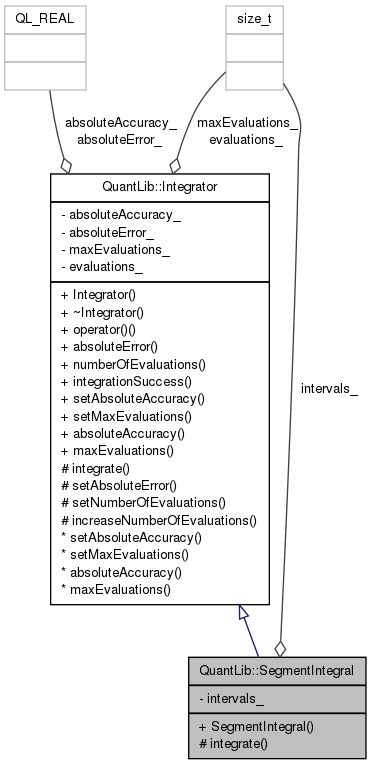 QL_REAL
size_t
absoluteAccuracy_
absoluteError_
maxEvaluations_
evaluations_
QuantLib::Integrator
- absoluteAccuracy_
- absoluteError_
- maxEvaluations_
- evaluations_
+ Integrator()
+ ~Integrator()
+ operator()()
+ absoluteError()
+ numberOfEvaluations()
+ integrationSuccess()
+ setAbsoluteAccuracy()
+ setMaxEvaluations()
+ absoluteAccuracy()
+ maxEvaluations()
# integrate()
# setAbsoluteError()
# setNumberOfEvaluations()
# increaseNumberOfEvaluations()
* setAbsoluteAccuracy()
* setMaxEvaluations()
* absoluteAccuracy()
* maxEvaluations()
intervals_
QuantLib::SegmentIntegral
- intervals_
+ SegmentIntegral()
# integrate()